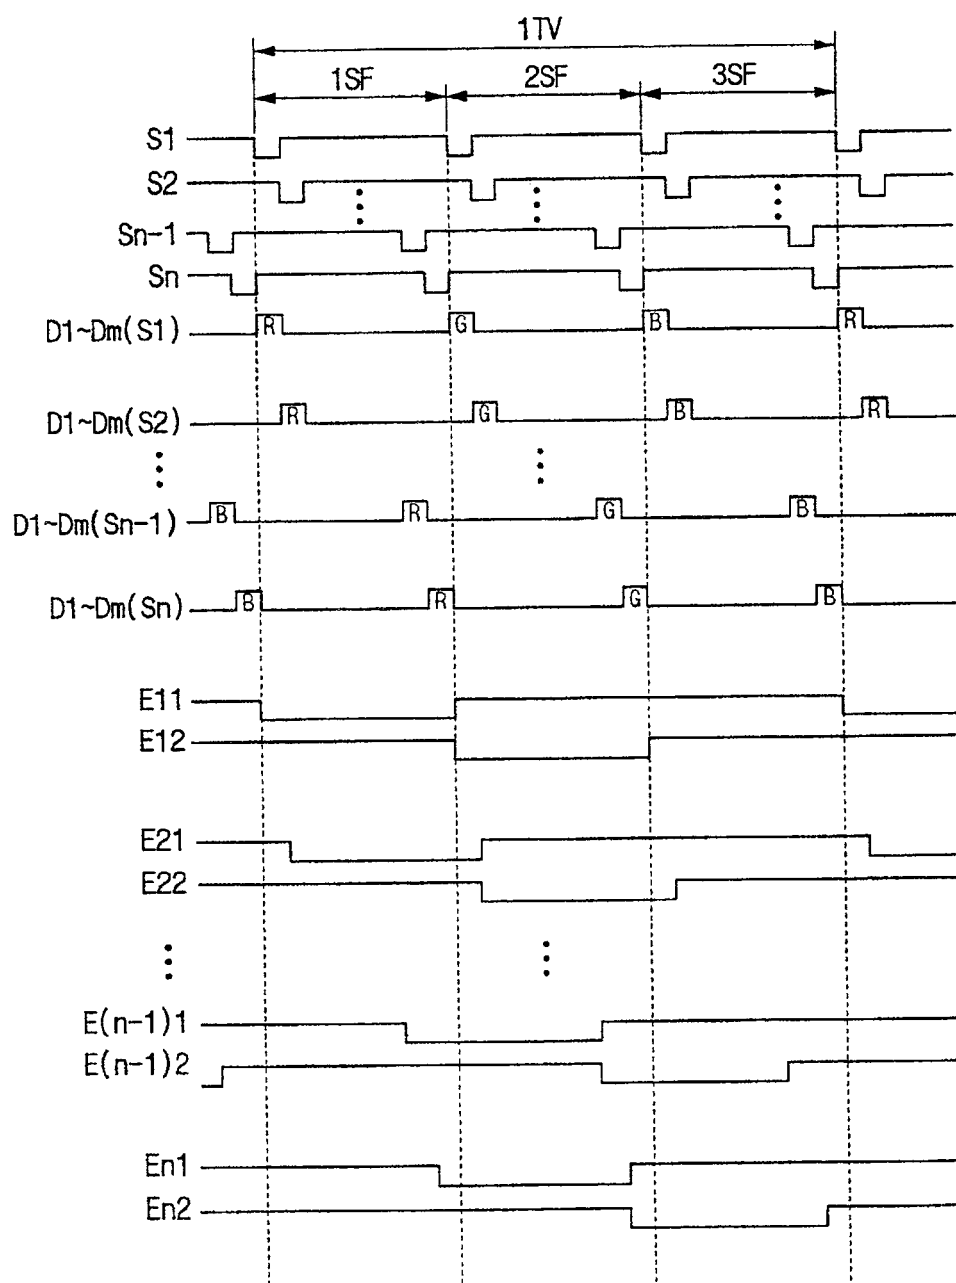 1TV
1SF 2SF 3SF
S1
S2
Sn-1
Sn
D1~Dm(S1) R G B R
D1~Dm(S2) R G B R
D1~Dm(Sn-1) B R G B
D1~Dm(Sn) B R G B
E11
E12
E21
E22
E(n-1)1
E(n-1)2
En1
En2